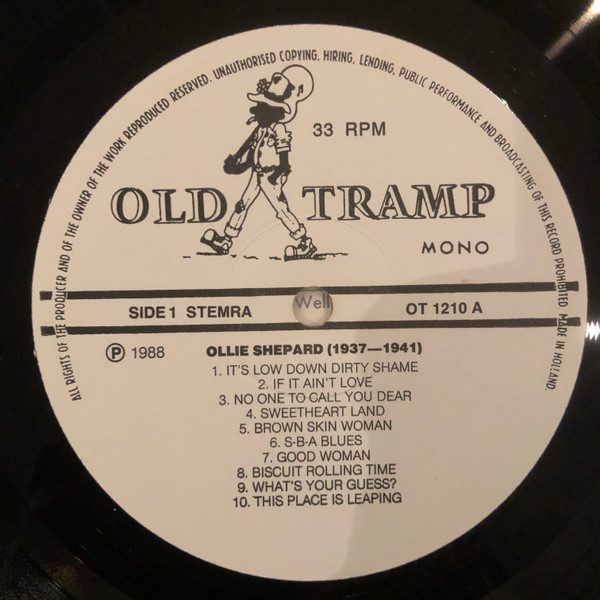 ALL RIGHTS OF THE PRODUCER AND OF THE OWNER OF THE WORK REPRODUCED RESERVED. UNAUTHORISED COPYING, HIRING, LENDING, PUBLIC PERFORMANCE AND BROADCASTING OF THIS RECORD PROHIBITED MADE IN HOLLAND
33 RPM
OLD TRAMP
MONO
SIDE 1 STEMRA Well OT 1210 A
Ⓟ 1988 OLLIE SHEPARD (1937—1941)
1. IT'S LOW DOWN DIRTY SHAME
2. IF IT AIN'T LOVE
3. NO ONE TO CALL YOU DEAR
4. SWEETHEART LAND
5. BROWN SKIN WOMAN
6. S-B-A BLUES
7. GOOD WOMAN
8. BISCUIT ROLLING TIME
9. WHAT'S YOUR GUESS?
10. THIS PLACE IS LEAPING